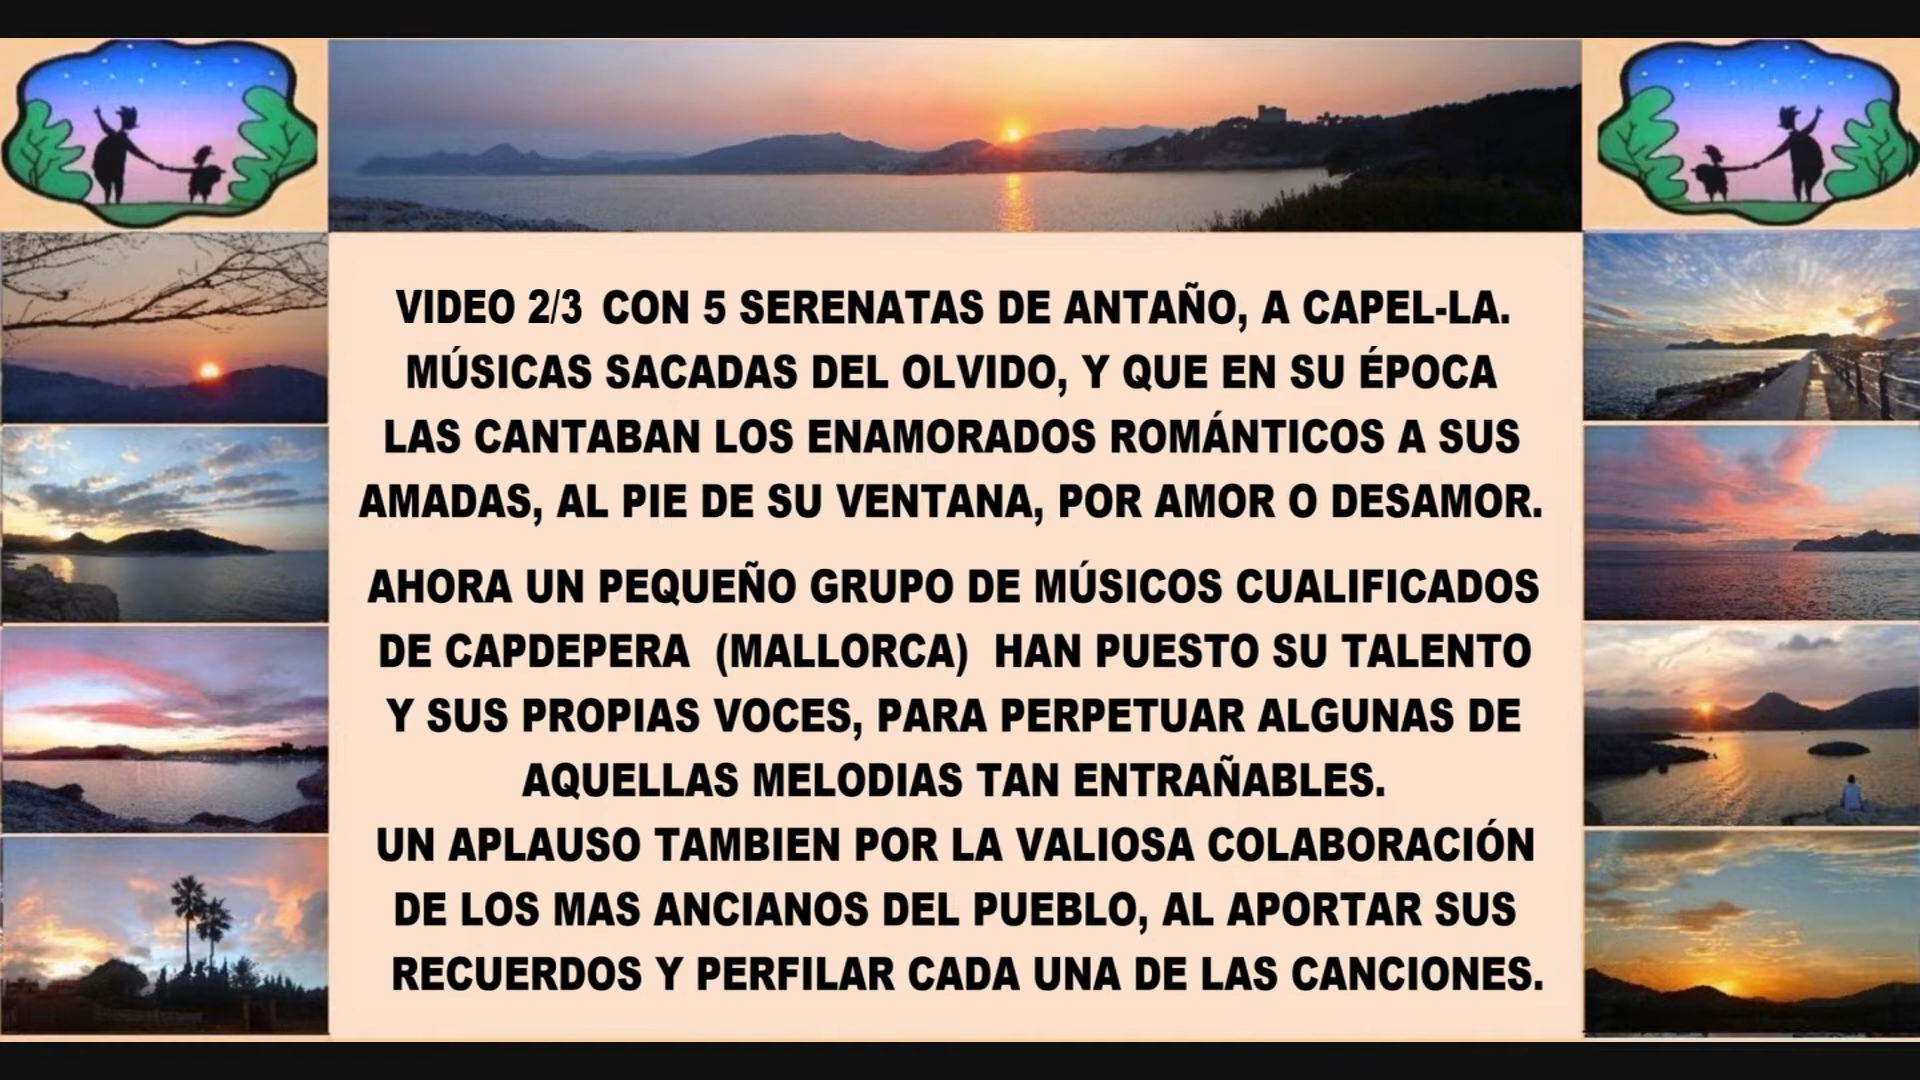 VIDEO 2/3 CON 5 SERENATAS DE ANTAÑO, A CAPEL-LA.
MÚSICAS SACADAS DEL OLVIDO, Y QUE EN SU ÉPOCA
LAS CANTABAN LOS ENAMORADOS ROMÁNTICOS A SUS
AMADAS, AL PIE DE SU VENTANA, POR AMOR O DESAMOR.
AHORA UN PEQUEÑO GRUPO DE MÚSICOS CUALIFICADOS
DE CAPDEPERA (MALLORCA) HAN PUESTO SU TALENTO
Y SUS PROPIAS VOCES, PARA PERPETUAR ALGUNAS DE
AQUELLAS MELODIAS TAN ENTRAÑABLES.
UN APLAUSO TAMBIEN POR LA VALIOSA COLABORACIÓN
DE LOS MAS ANCIANOS DEL PUEBLO, AL APORTAR SUS
RECUERDOS Y PERFILAR CADA UNA DE LAS CANCIONES.